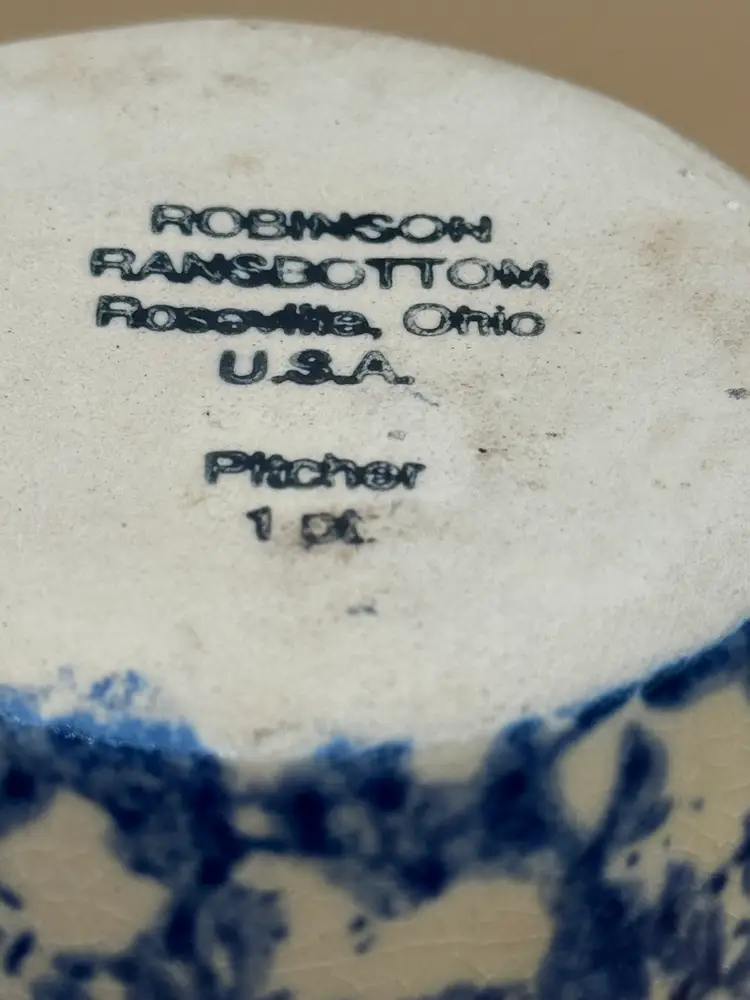 ROBINSON
RANSBOTTOM
Roseville, Ohio
U.S.A.
Pitcher
1 pt.